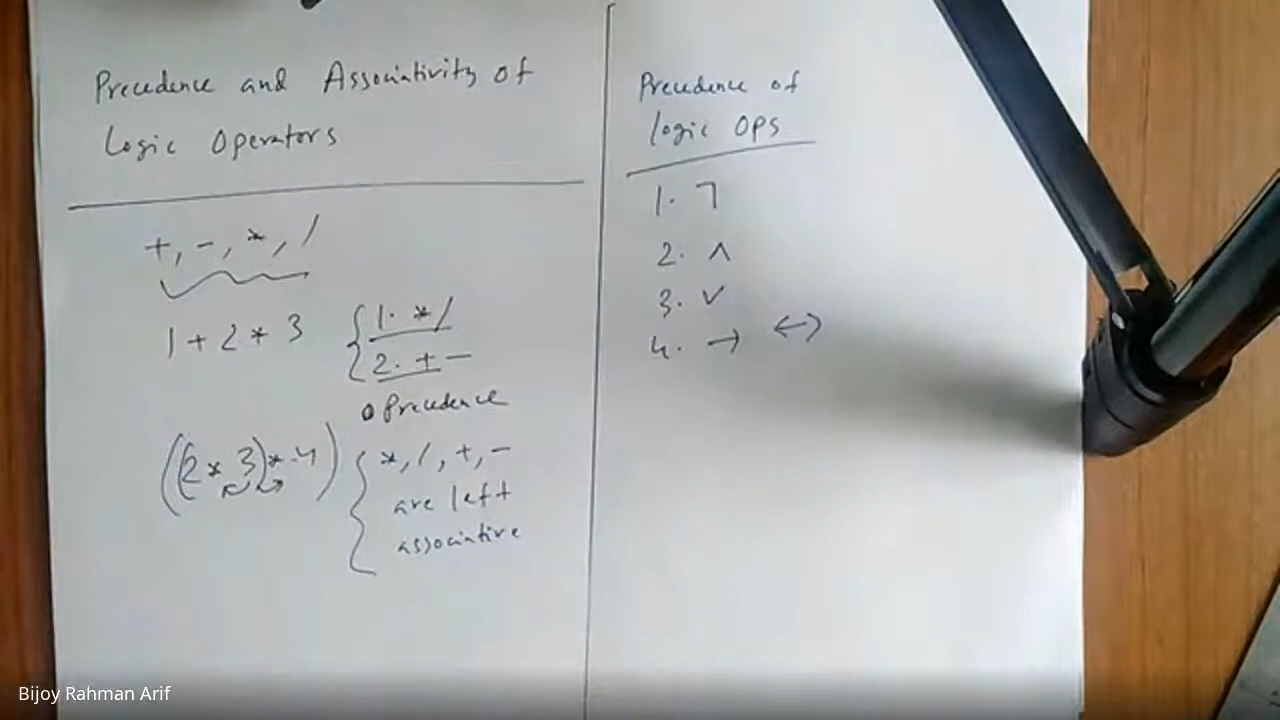 Precedence and Associativity of
Logic Operators
+, -, *, /
1 + 2 * 3
{ 1. * /
2. + -
Precedence
((2 * 3) * 4)
{ *, /, +, -
are left
associative
Precedence of
logic ops
1. ¬
2. ∧
3. ∨
4. → ↔
Bijoy Rahman Arif